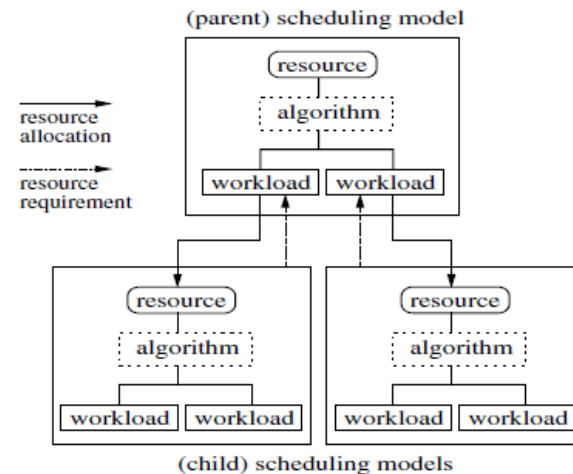 (parent) scheduling model
resource
algorithm
resource
allocation
workload workload
resource
requirement
resource resource
algorithm algorithm
workload workload workload workload
(child) scheduling models